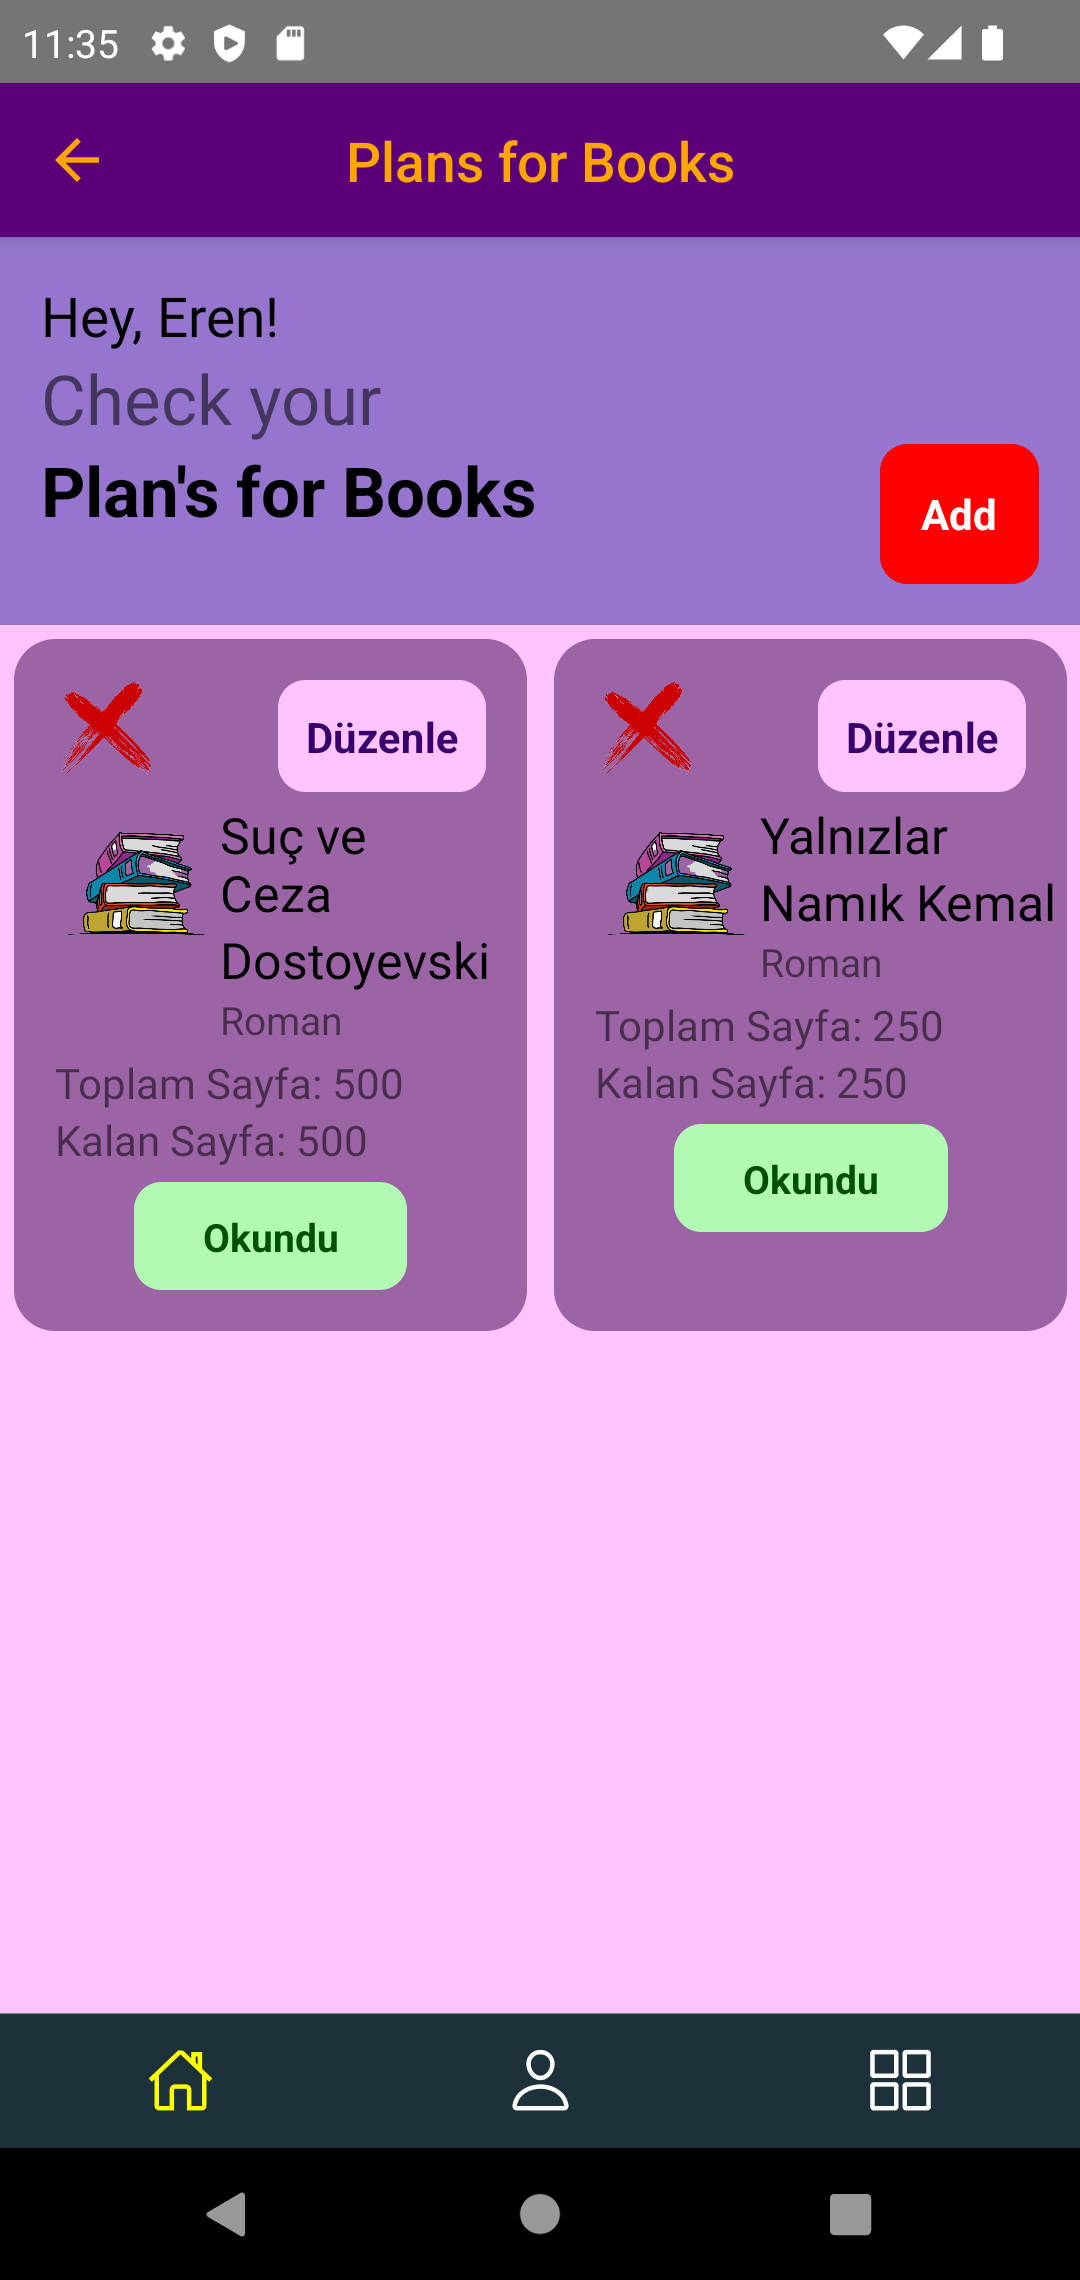 11:35
Plans for Books
Hey, Eren!
Check your
Plan's for Books
Add
Düzenle
Suç ve
Ceza
Dostoyevski
Roman
Toplam Sayfa: 500
Kalan Sayfa: 500
Okundu
Düzenle
Yalnızlar
Namık Kemal
Roman
Toplam Sayfa: 250
Kalan Sayfa: 250
Okundu